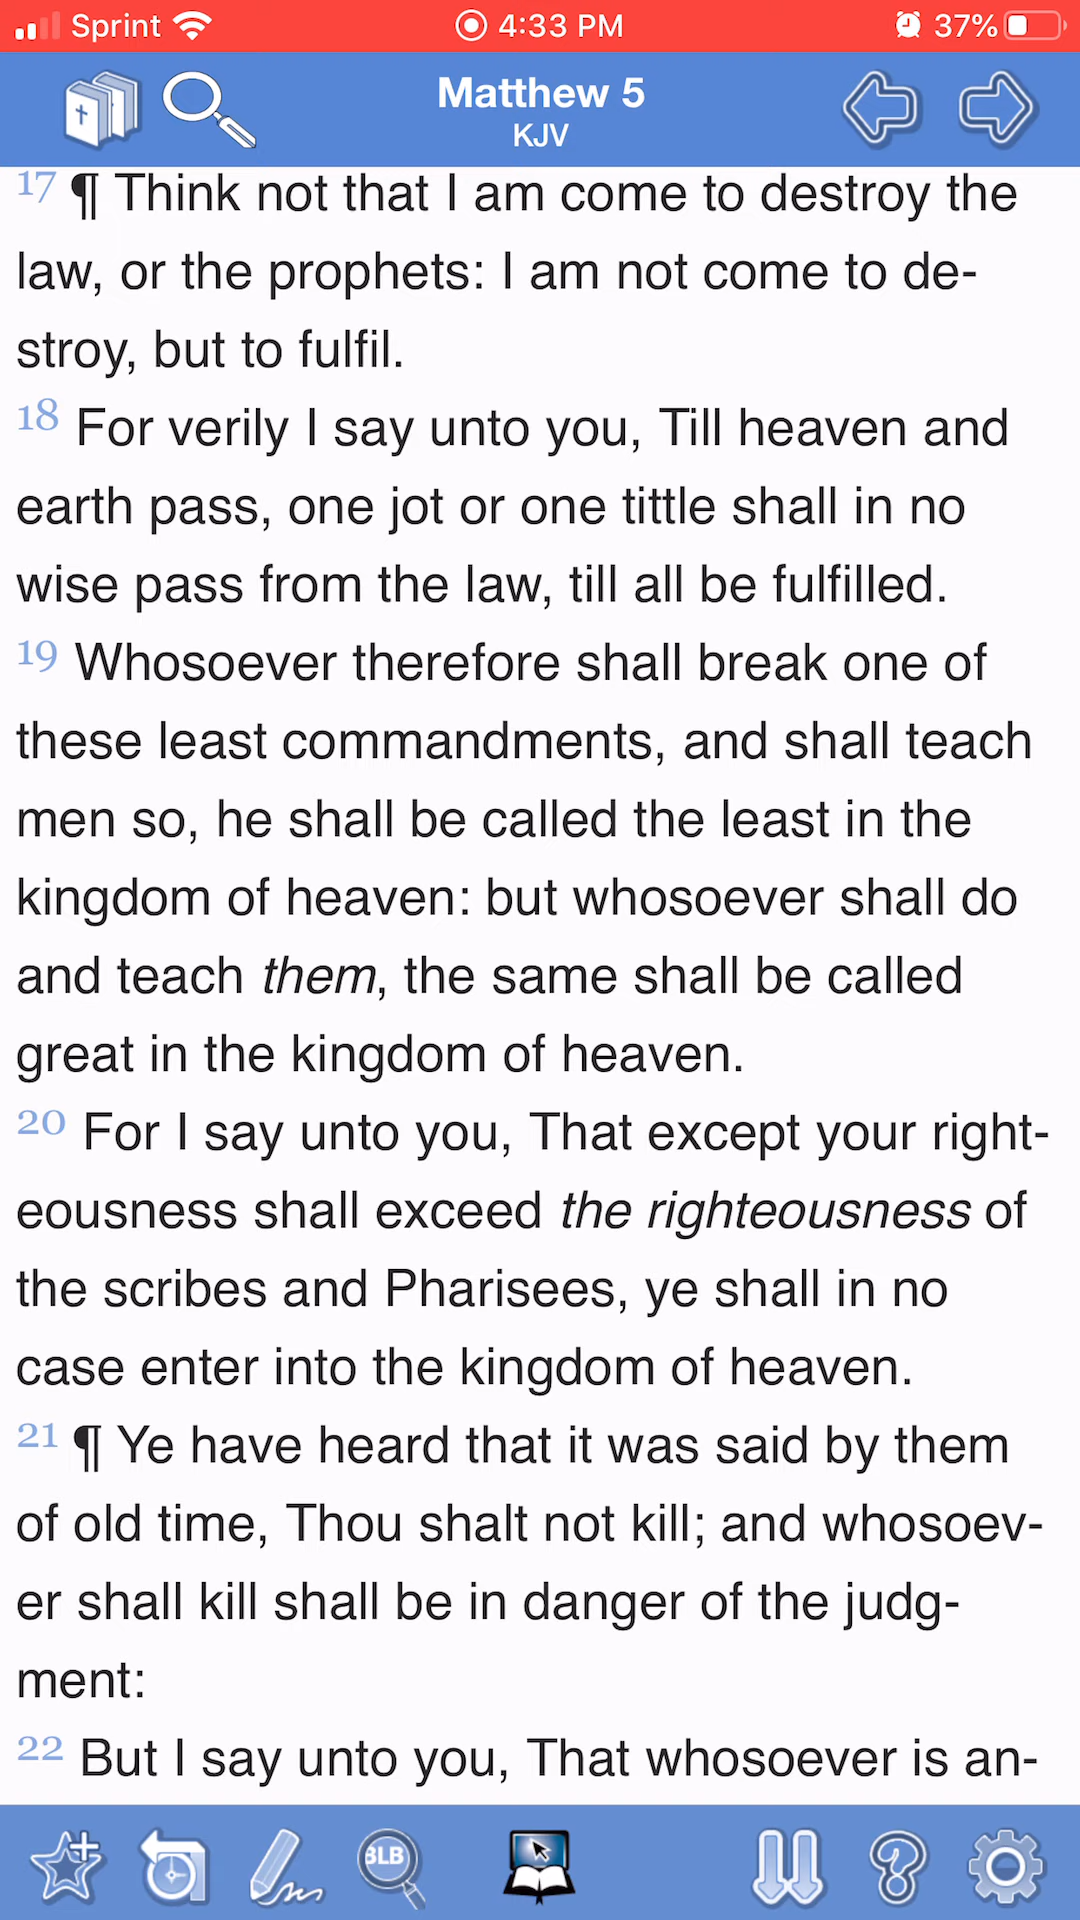 Sprint 4:33 PM 37%
Matthew 5
KJV
17 ¶ Think not that I am come to destroy the
law, or the prophets: I am not come to de-
stroy, but to fulfil.
18 For verily I say unto you, Till heaven and
earth pass, one jot or one tittle shall in no
wise pass from the law, till all be fulfilled.
19 Whosoever therefore shall break one of
these least commandments, and shall teach
men so, he shall be called the least in the
kingdom of heaven: but whosoever shall do
and teach them, the same shall be called
great in the kingdom of heaven.
20 For I say unto you, That except your right-
eousness shall exceed the righteousness of
the scribes and Pharisees, ye shall in no
case enter into the kingdom of heaven.
21 ¶ Ye have heard that it was said by them
of old time, Thou shalt not kill; and whosoev-
er shall kill shall be in danger of the judg-
ment:
22 But I say unto you, That whosoever is an-
BLB